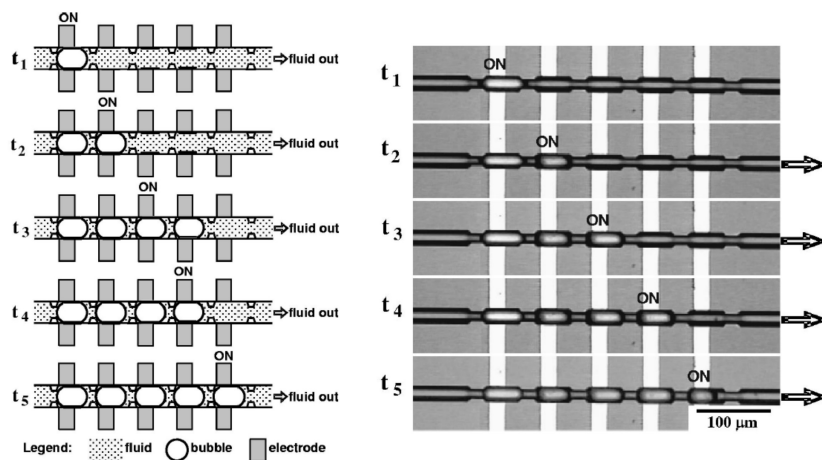 ON
t1
fluid out
ON
t2
fluid out
ON
t3
fluid out
ON
t4
fluid out
ON
t5
fluid out
Legend: fluid bubble electrode
ON
t1
ON
t2
ON
t3
ON
t4
ON
t5
100 μm